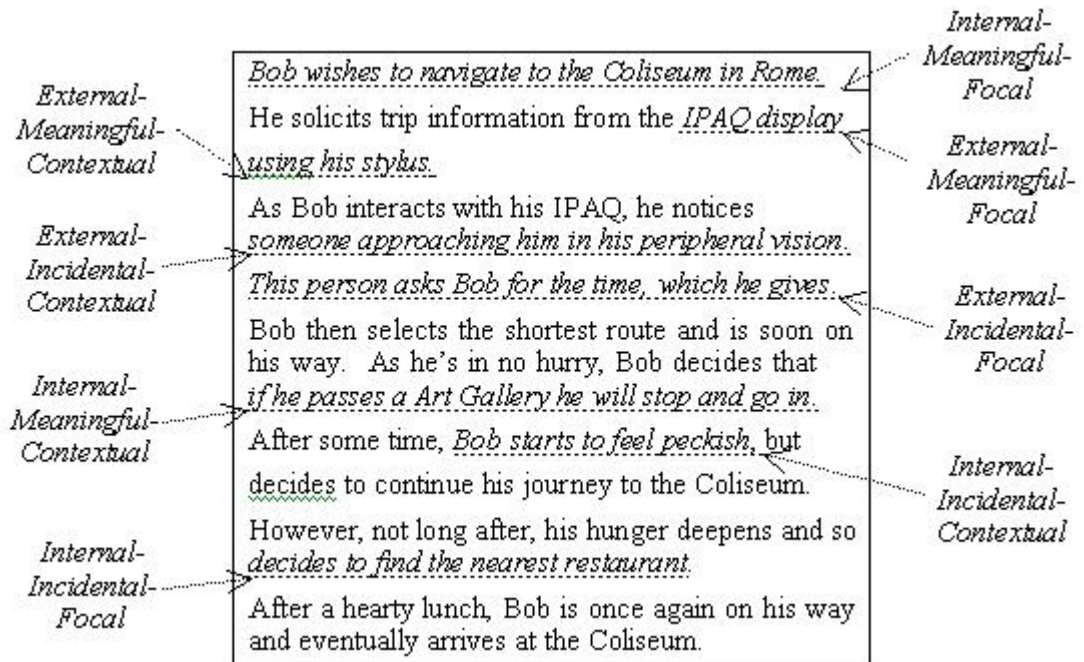 Internal-
Meaningful-
Focal
Bob wishes to navigate to the Coliseum in Rome.
External-
Meaningful-
Contextual
He solicits trip information from the IPAQ display
using his stylus.
External-
Meaningful-
Focal
As Bob interacts with his IPAQ, he notices
someone approaching him in his peripheral vision.
External-
Incidental-
Contextual
This person asks Bob for the time, which he gives.
External-
Incidental-
Focal
Bob then selects the shortest route and is soon on
his way. As he's in no hurry, Bob decides that
if he passes a Art Gallery he will stop and go in.
Internal-
Meaningful-
Contextual
After some time, Bob starts to feel peckish, but
decides to continue his journey to the Coliseum.
Internal-
Incidental-
Contextual
However, not long after, his hunger deepens and so
decides to find the nearest restaurant.
Internal-
Incidental-
Focal
After a hearty lunch, Bob is once again on his way
and eventually arrives at the Coliseum.